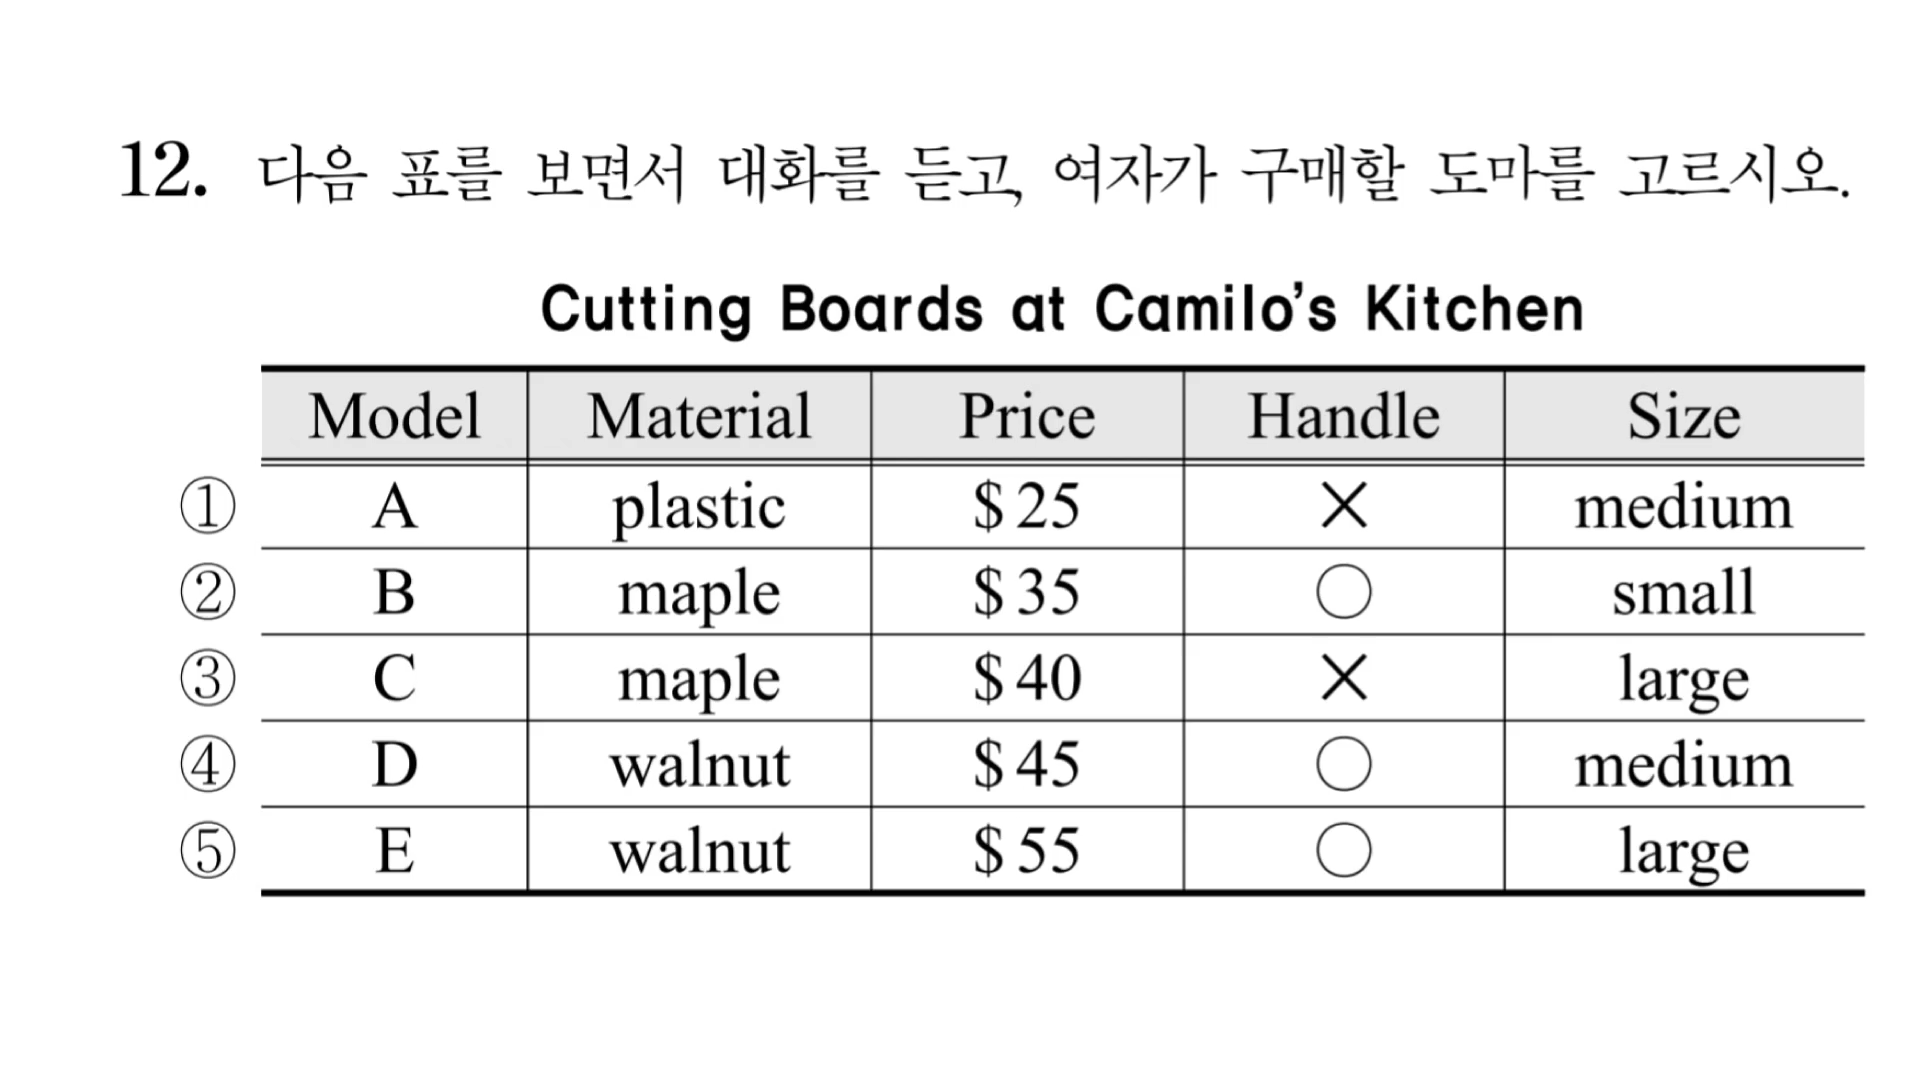 12. 다음 표를 보면서 대화를 듣고, 여자가 구매할 도마를 고르시오.
Cutting Boards at Camilo's Kitchen
Model Material Price Handle Size
① A plastic $25 × medium
② B maple $35 ○ small
③ C maple $40 × large
④ D walnut $45 ○ medium
⑤ E walnut $55 ○ large